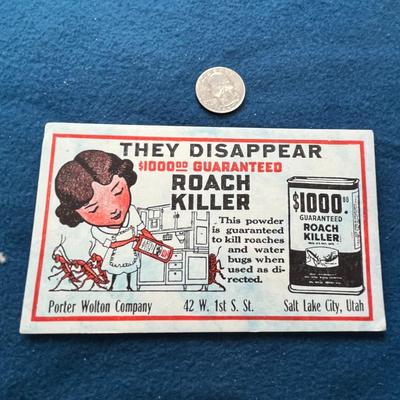 THEY DISAPPEAR
$1000.00 GUARANTEED
ROACH
KILLER
This powder
is guaranteed
to kill roaches
and water
bugs when
used as di-
rected.
$1000.00
GUARANTEED
ROACH
KILLER
Porter Wolton Company 42 W. 1st S. St. Salt Lake City, Utah